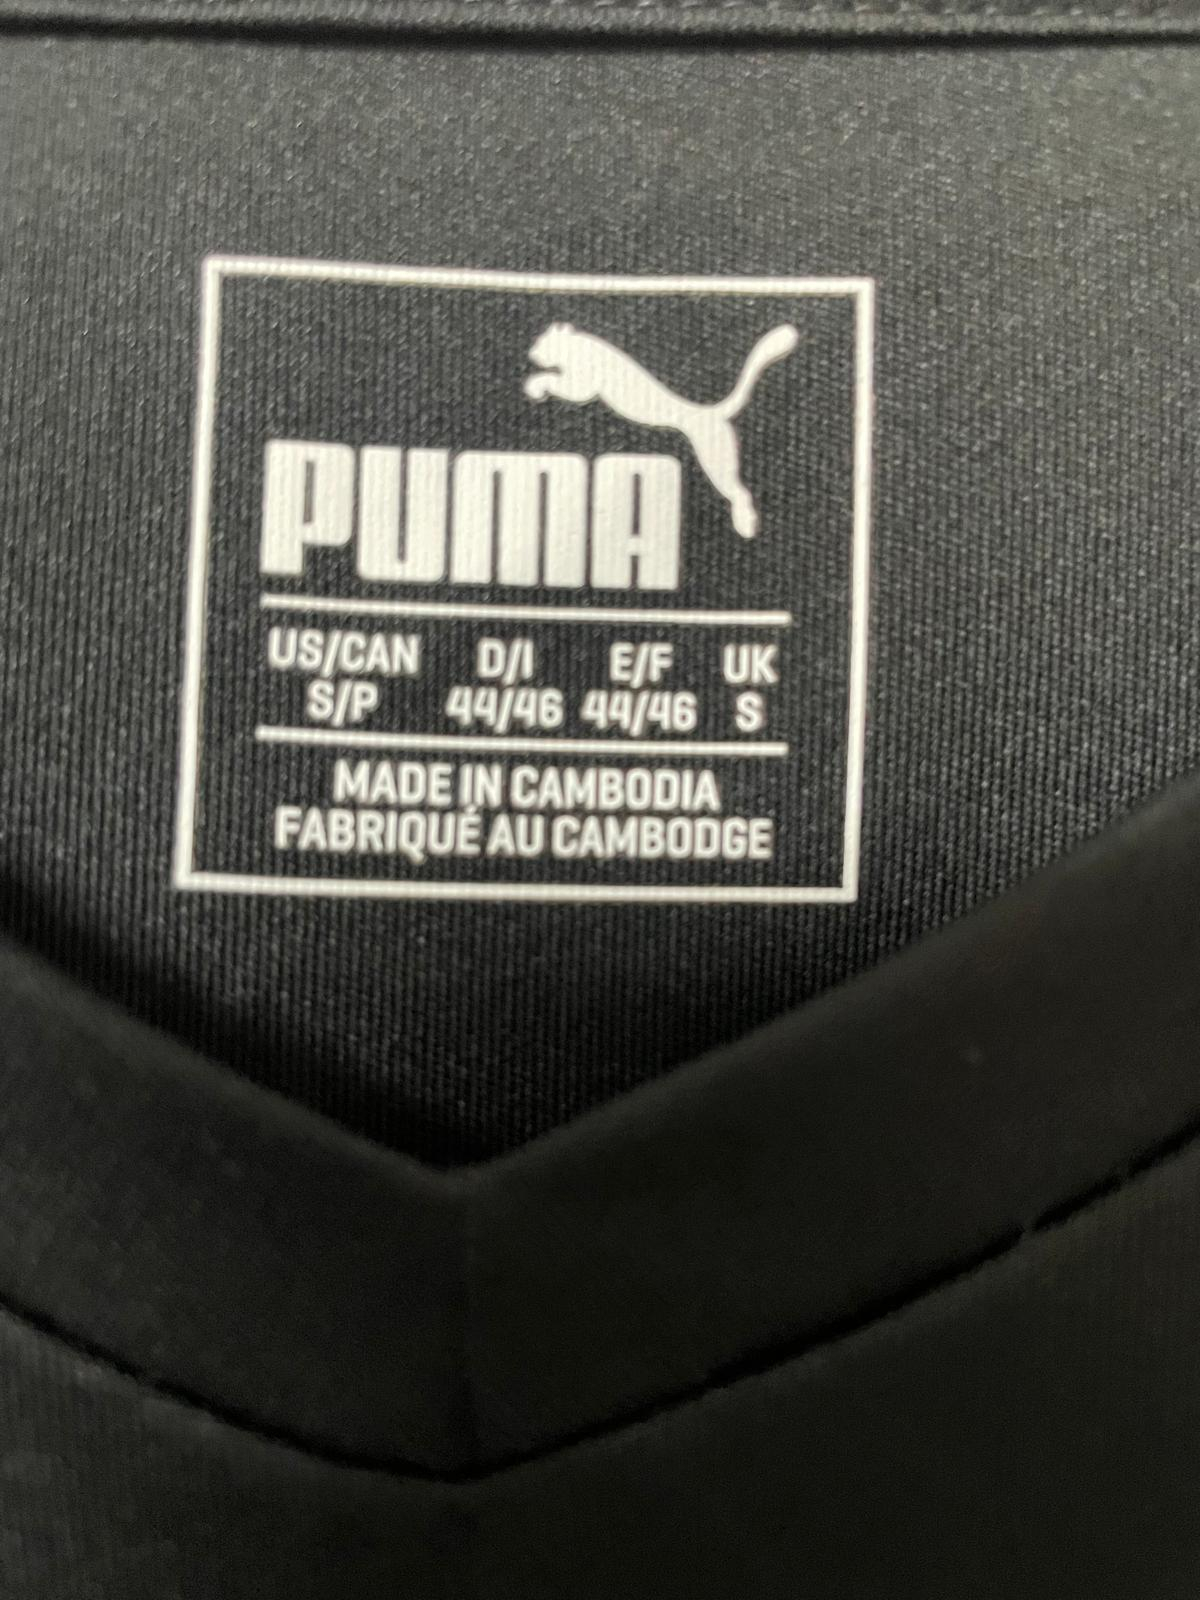 PUMA
US/CAN D/I E/F UK
S/P 44/46 44/46 S
MADE IN CAMBODIA
FABRIQUÉ AU CAMBODGE